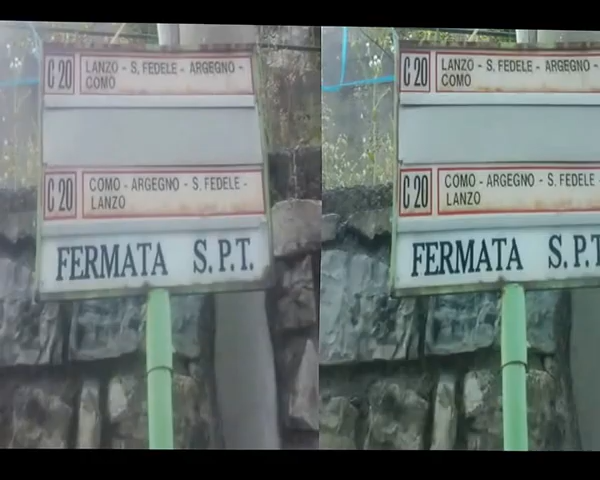 C 20 LANZO - S. FEDELE - ARGEGNO -
COMO
C 20 COMO - ARGEGNO - S. FEDELE -
LANZO
FERMATA S.P.T.
C 20 LANZO - S. FEDELE - ARGEGNO -
COMO
C 20 COMO - ARGEGNO - S. FEDELE
LANZO
FERMATA S.P.T